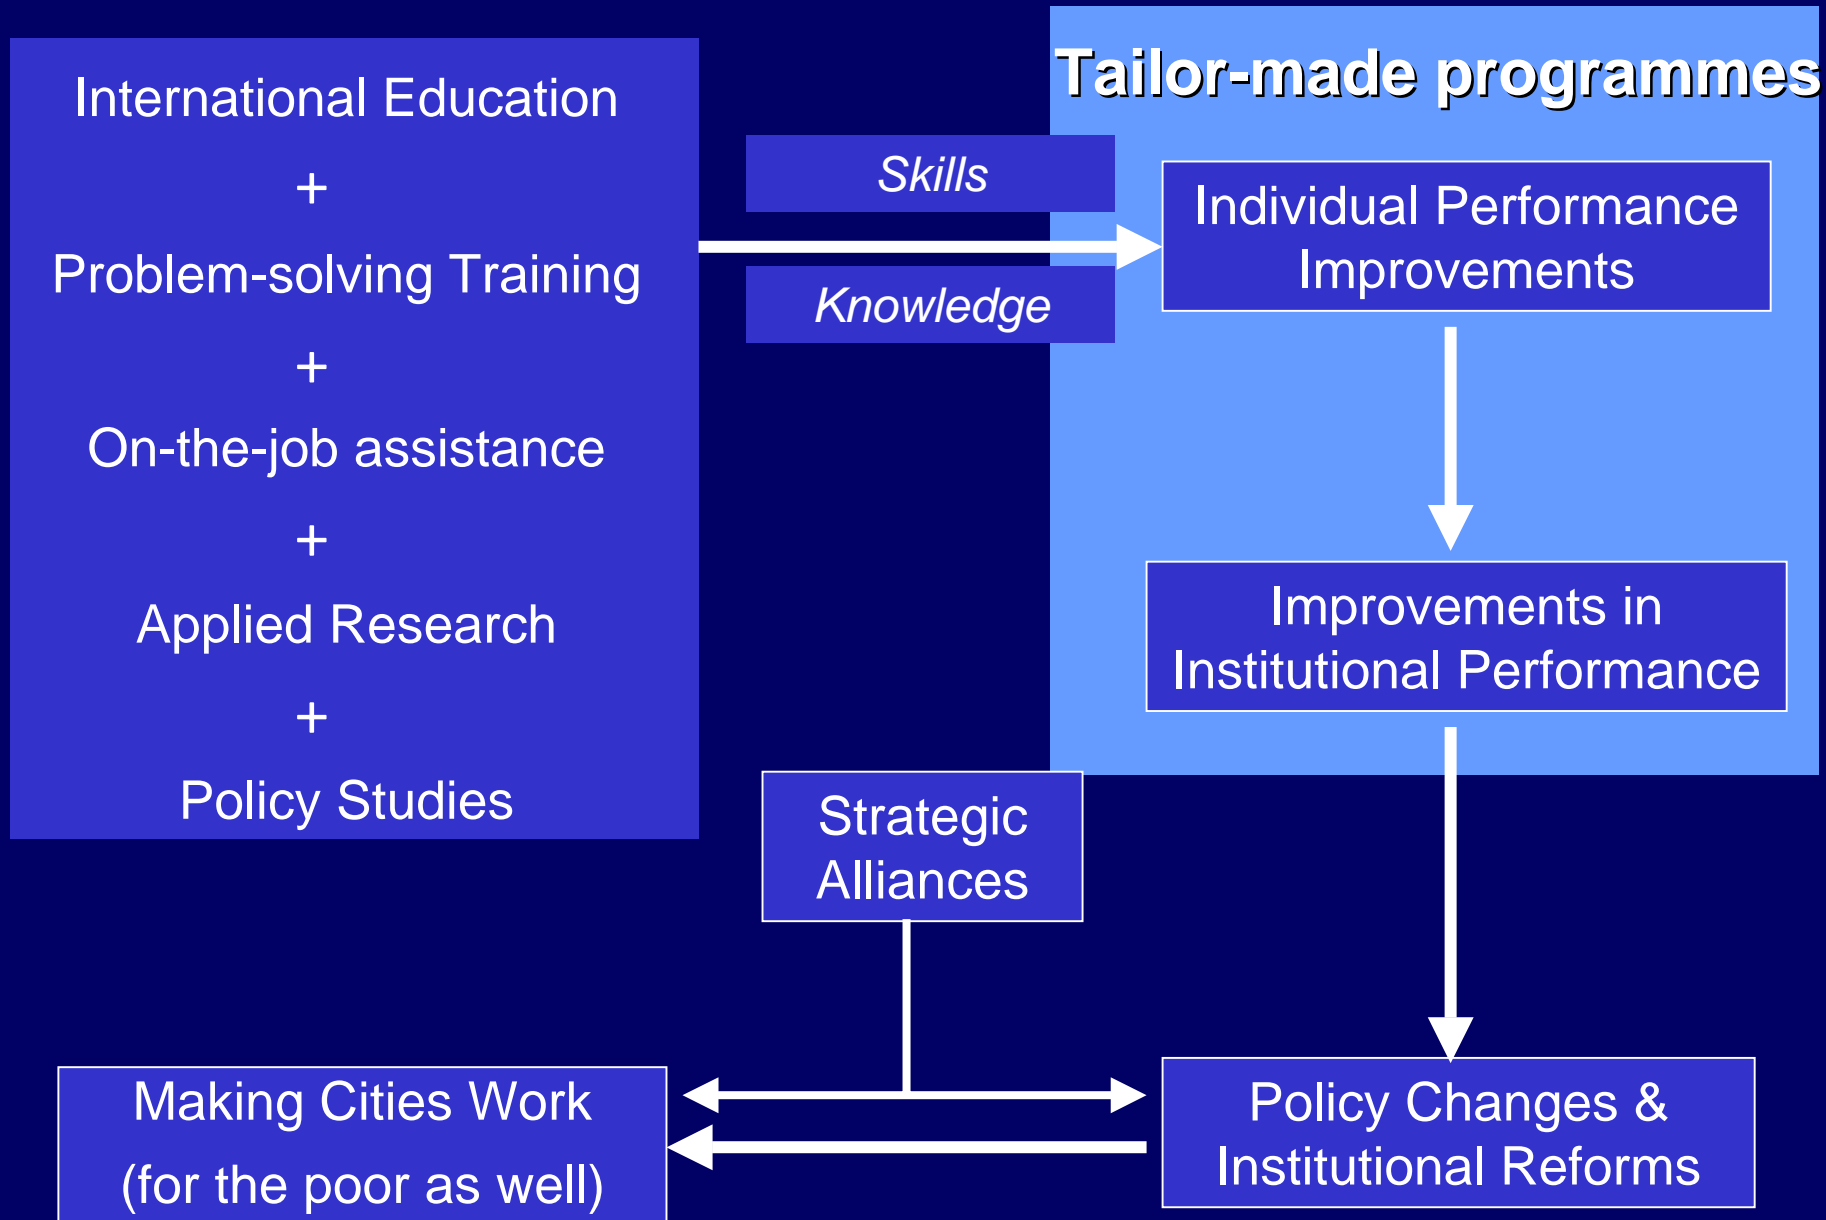 International Education
+
Problem-solving Training
+
On-the-job assistance
+
Applied Research
+
Policy Studies
Skills
Knowledge
Tailor-made programmes
Individual Performance
Improvements
Improvements in
Institutional Performance
Strategic
Alliances
Policy Changes &
Institutional Reforms
Making Cities Work
(for the poor as well)